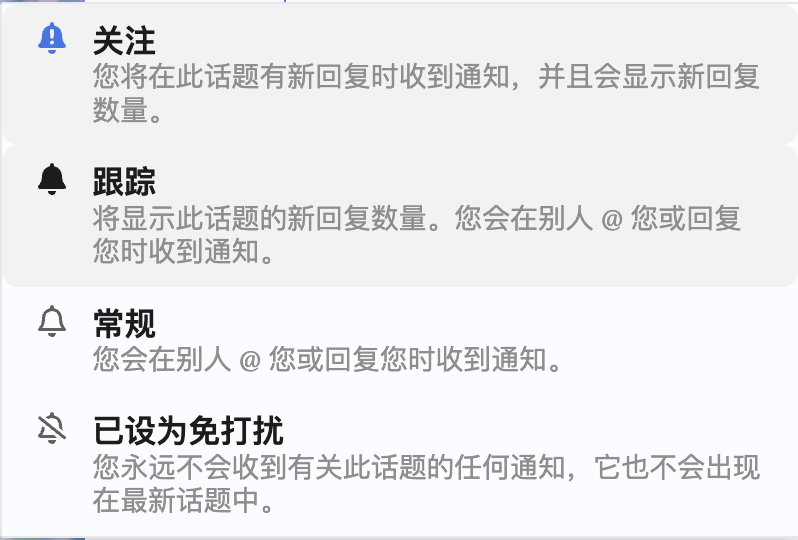 关注
您将在此话题有新回复时收到通知，并且会显示新回复
数量。
跟踪
将显示此话题的新回复数量。您会在别人 @ 您或回复
您时收到通知。
常规
您会在别人 @ 您或回复您时收到通知。
已设为免打扰
您永远不会收到有关此话题的任何通知，它也不会出现
在最新话题中。